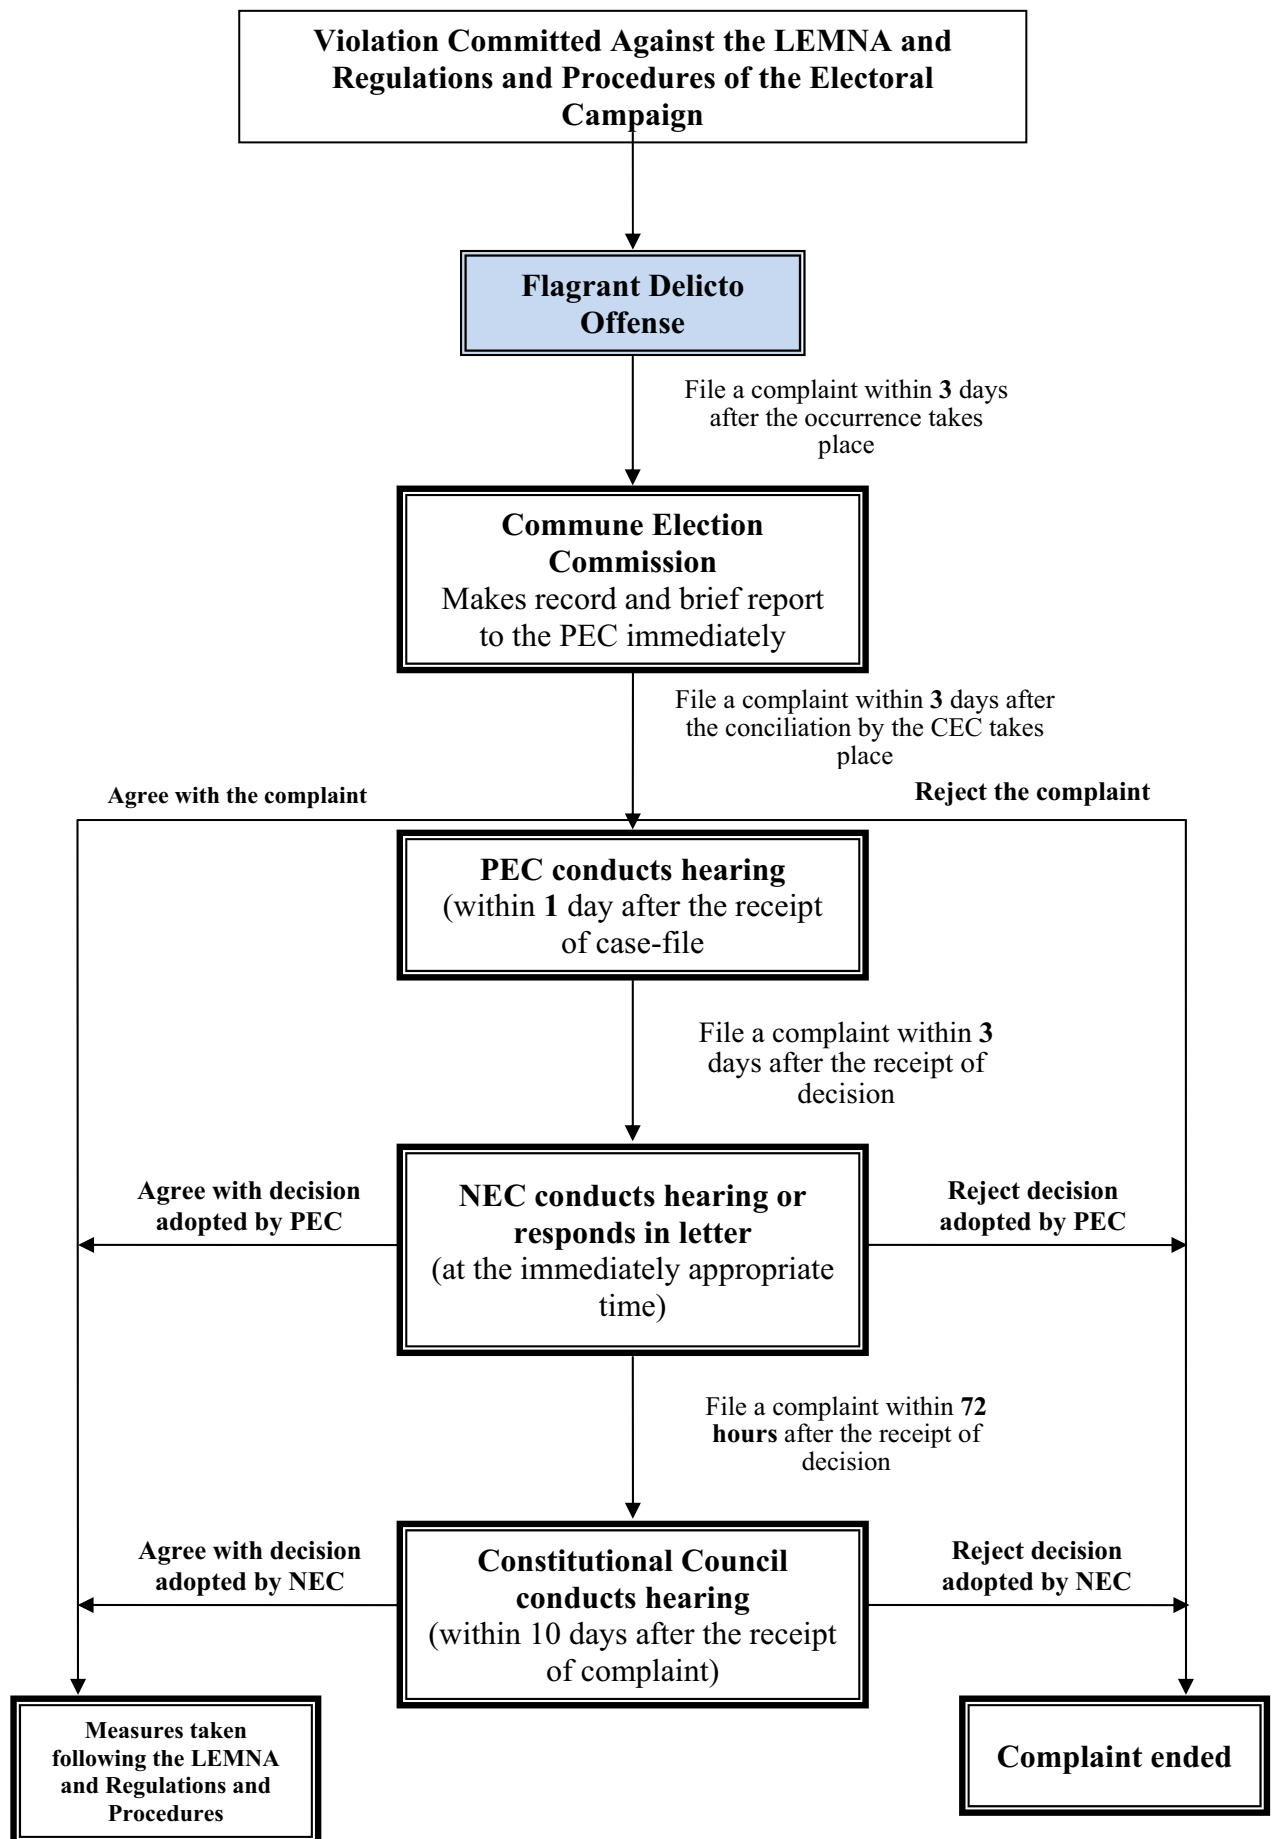 Violation Committed Against the LEMNA and
Regulations and Procedures of the Electoral
Campaign
Flagrant Delicto
Offense
File a complaint within 3 days
after the occurrence takes
place
Commune Election
Commission
Makes record and brief report
to the PEC immediately
File a complaint within 3 days after
the conciliation by the CEC takes
place
Agree with the complaint
Reject the complaint
PEC conducts hearing
(within 1 day after the receipt
of case-file
File a complaint within 3
days after the receipt of
decision
Agree with decision
adopted by PEC
NEC conducts hearing or
responds in letter
(at the immediately appropriate
time)
Reject decision
adopted by PEC
File a complaint within 72
hours after the receipt of
decision
Agree with decision
adopted by NEC
Constitutional Council
conducts hearing
(within 10 days after the receipt
of complaint)
Reject decision
adopted by NEC
Measures taken
following the LEMNA
and Regulations and
Procedures
Complaint ended